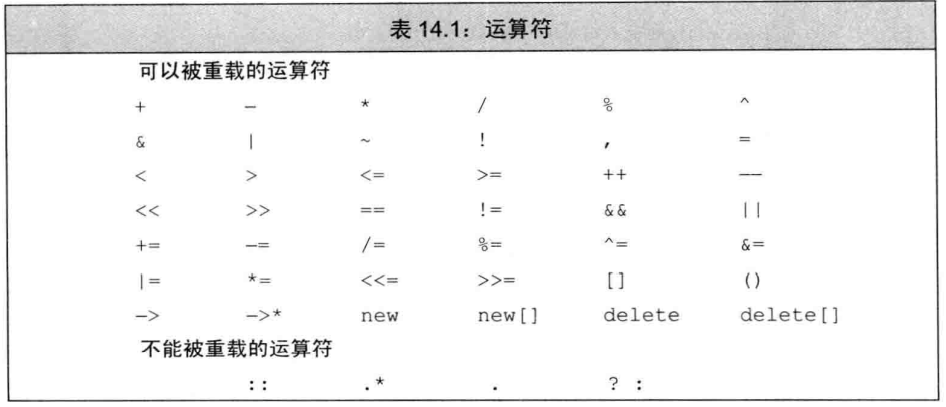 表 14.1：运算符
可以被重载的运算符
+ – * / % ^
& | ~ ! , =
< > <= >= ++ --
<< >> == != && ||
+= -= /= %= ^= &=
|= *= <<= >>= [] ()
-> ->* new new[] delete delete[]
不能被重载的运算符
:: .* . ? :